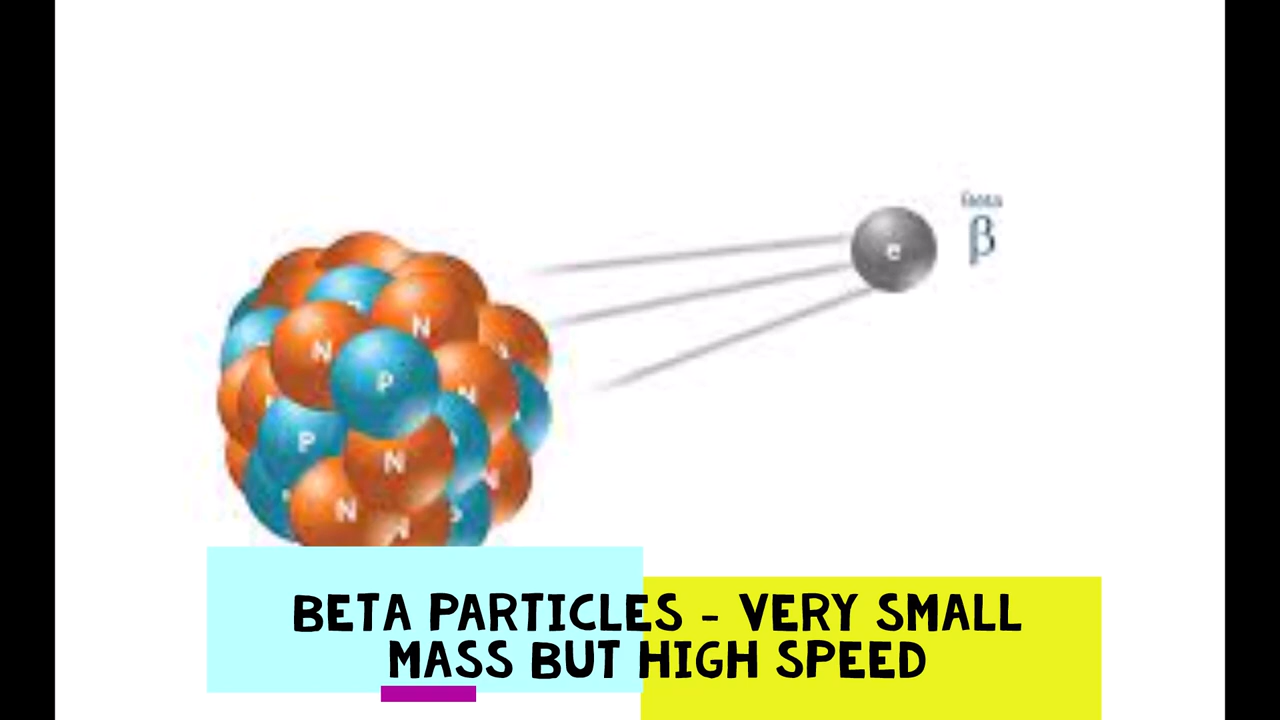 Beta
β
e
N
N
P
N
P
N
N
N
N
BETA PARTICLES - VERY SMALL
MASS BUT HIGH SPEED